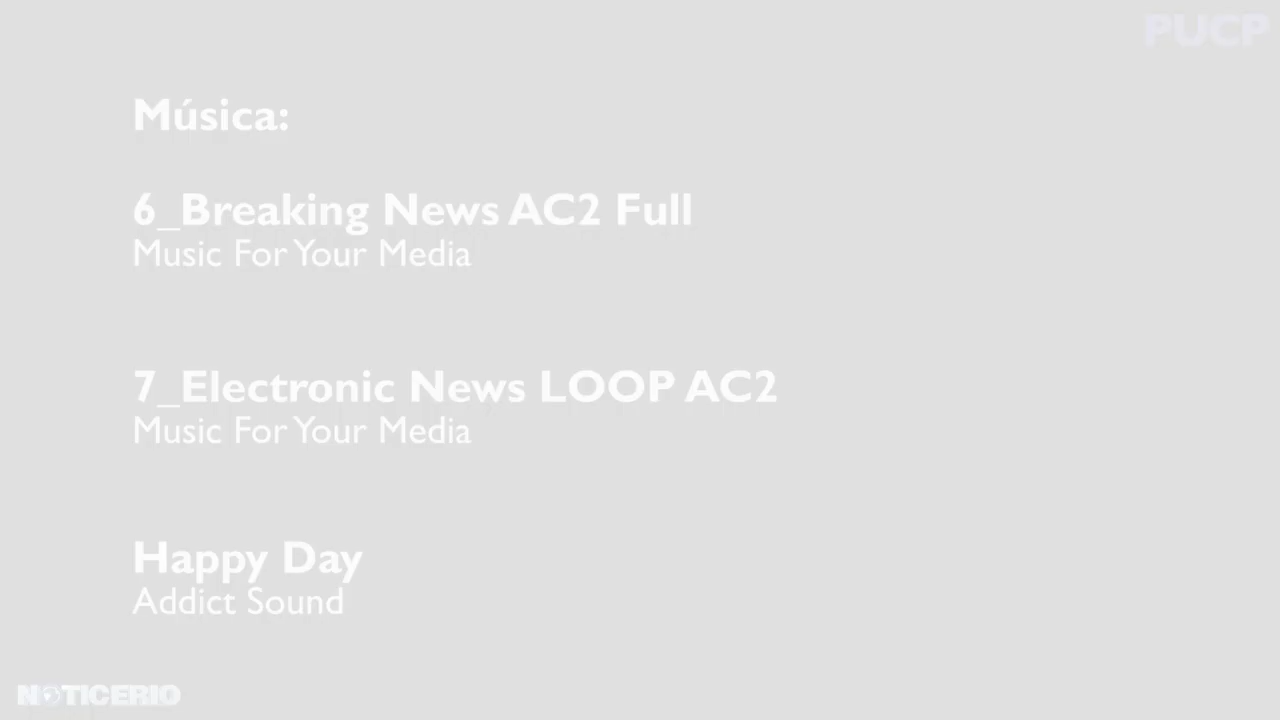 PUCP
Música:
6_Breaking News AC2 Full
Music For Your Media
7_Electronic News LOOP AC2
Music For Your Media
Happy Day
Addict Sound
NOTICERIO